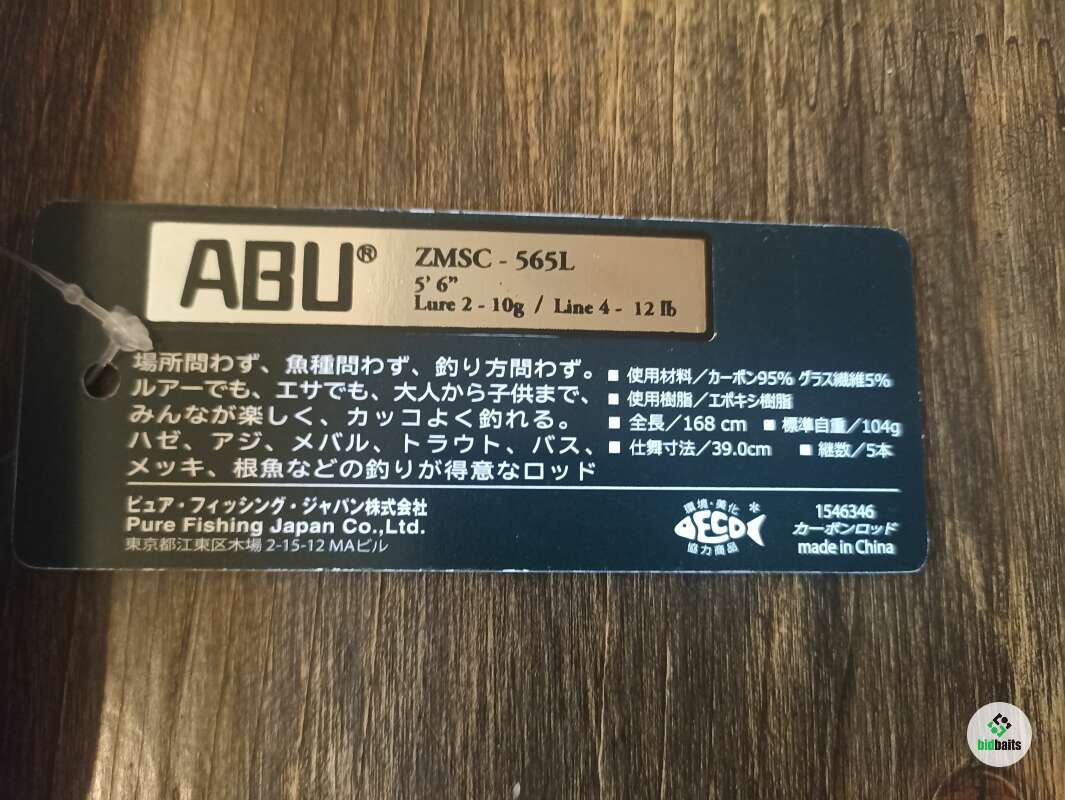 ABU®
ZMSC - 565L
5' 6"
Lure 2 - 10g / Line 4 - 12 lb
場所問わず、魚種問わず、釣り方問わず。
ルアーでも、エサでも、大人から子供まで、
みんなが楽しく、カッコよく釣れる。
ハゼ、アジ、メバル、トラウト、バス、
メッキ、根魚などの釣りが得意なロッド
■ 使用材料／カーボン95% グラス繊維5%
■ 使用樹脂／エポキシ樹脂
■ 全長／168 cm ■ 標準自重／104g
■ 仕舞寸法／39.0cm ■ 継数／5本
ピュア・フィッシング・ジャパン株式会社
Pure Fishing Japan Co.,Ltd.
東京都江東区木場 2-15-12 MAビル
環境・美化
ECO
協力商品
1546346
カーボンロッド
made in China
bidbaits